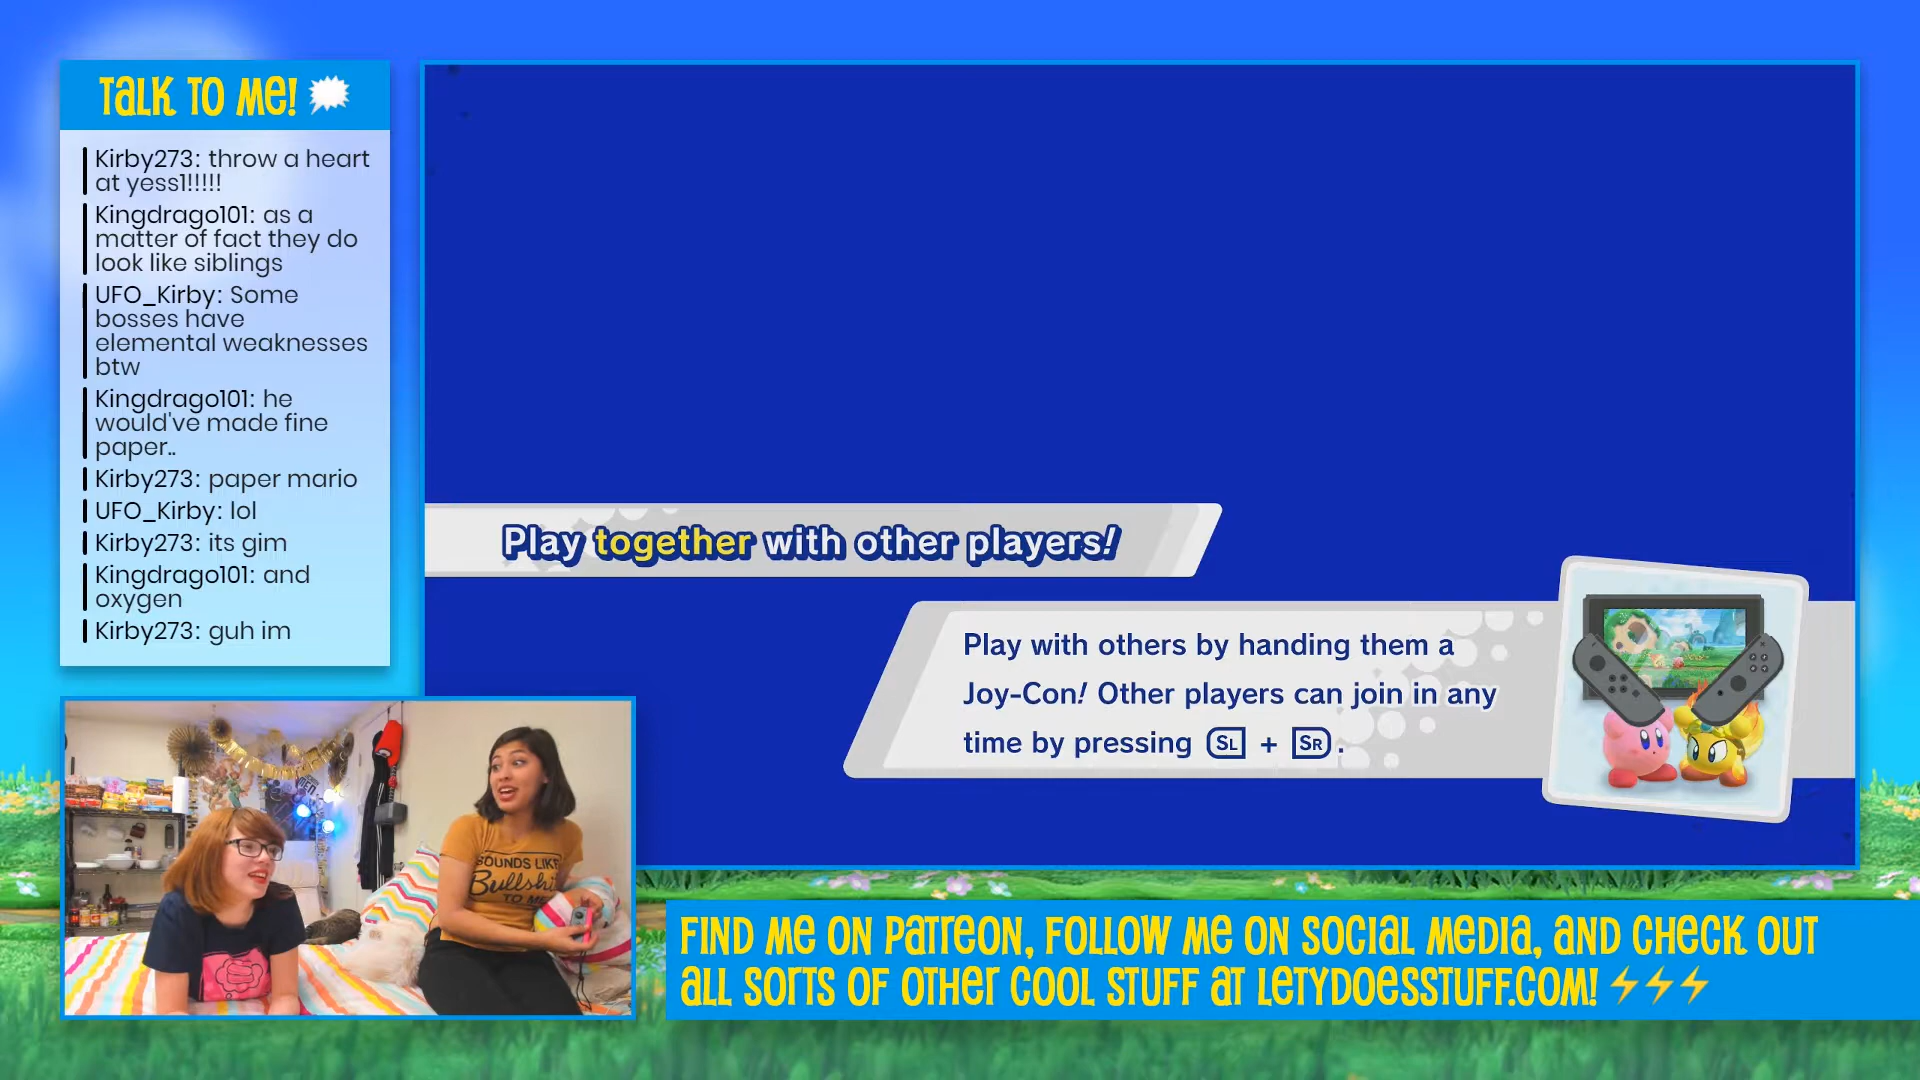 TALK TO ME!
Kirby273: throw a heart
at yess1!!!!!
Kingdrago101: as a
matter of fact they do
look like siblings
UFO_Kirby: Some
bosses have
elemental weaknesses
btw
Kingdrago101: he
would've made fine
paper..
Kirby273: paper mario
UFO_Kirby: lol
Kirby273: its gim
Kingdrago101: and
oxygen
Kirby273: guh im
Play together with other players!
Play with others by handing them a
Joy-Con! Other players can join in any
time by pressing SL + SR.
SOUNDS LIKE
Bullshit
TO ME
FIND ME ON PATREON, FOLLOW ME ON SOCIAL MEDIA, AND CHECK OUT
ALL SORTS OF OTHER COOL STUFF AT LETYDOESSTUFF.COM!